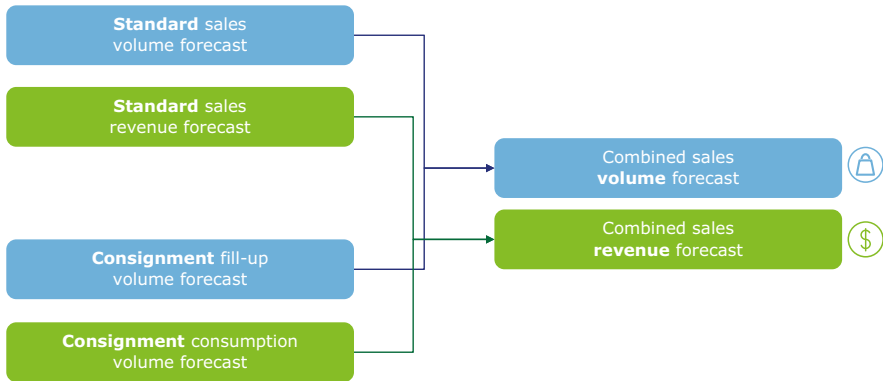 Standard sales
volume forecast
Standard sales
revenue forecast
Combined sales
volume forecast
Combined sales
revenue forecast
$
Consignment fill-up
volume forecast
Consignment consumption
volume forecast